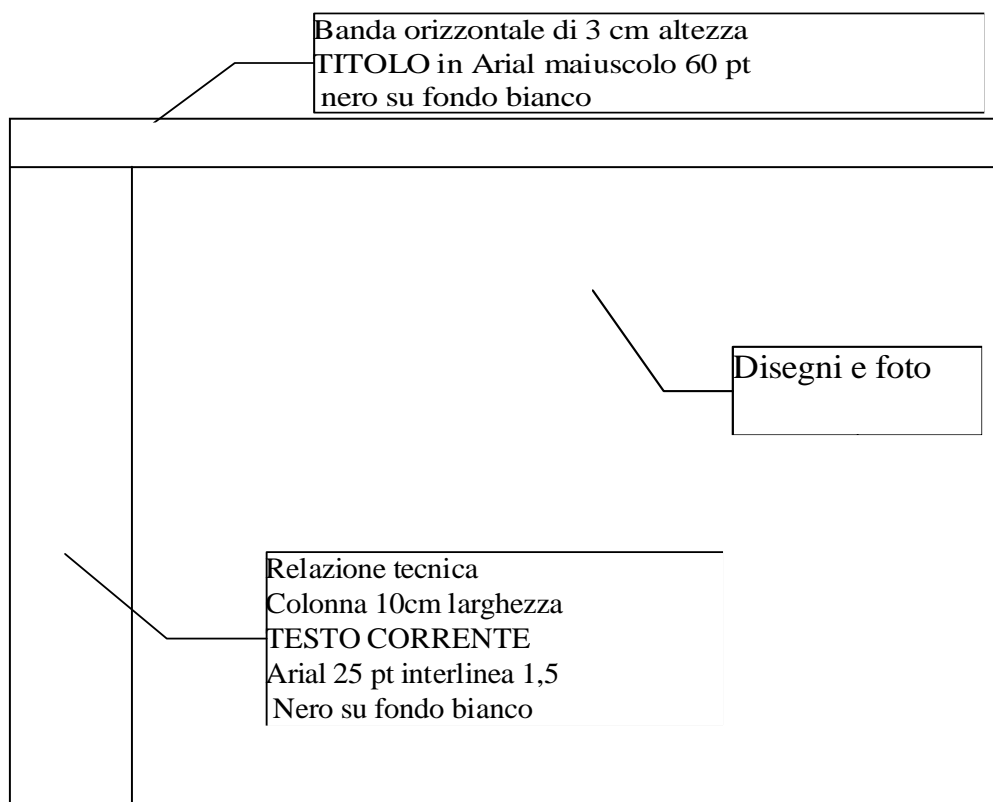 Banda orizzontale di 3 cm altezza
TITOLO in Arial maiuscolo 60 pt
nero su fondo bianco
Disegni e foto
Relazione tecnica
Colonna 10cm larghezza
TESTO CORRENTE
Arial 25 pt interlinea 1,5
Nero su fondo bianco